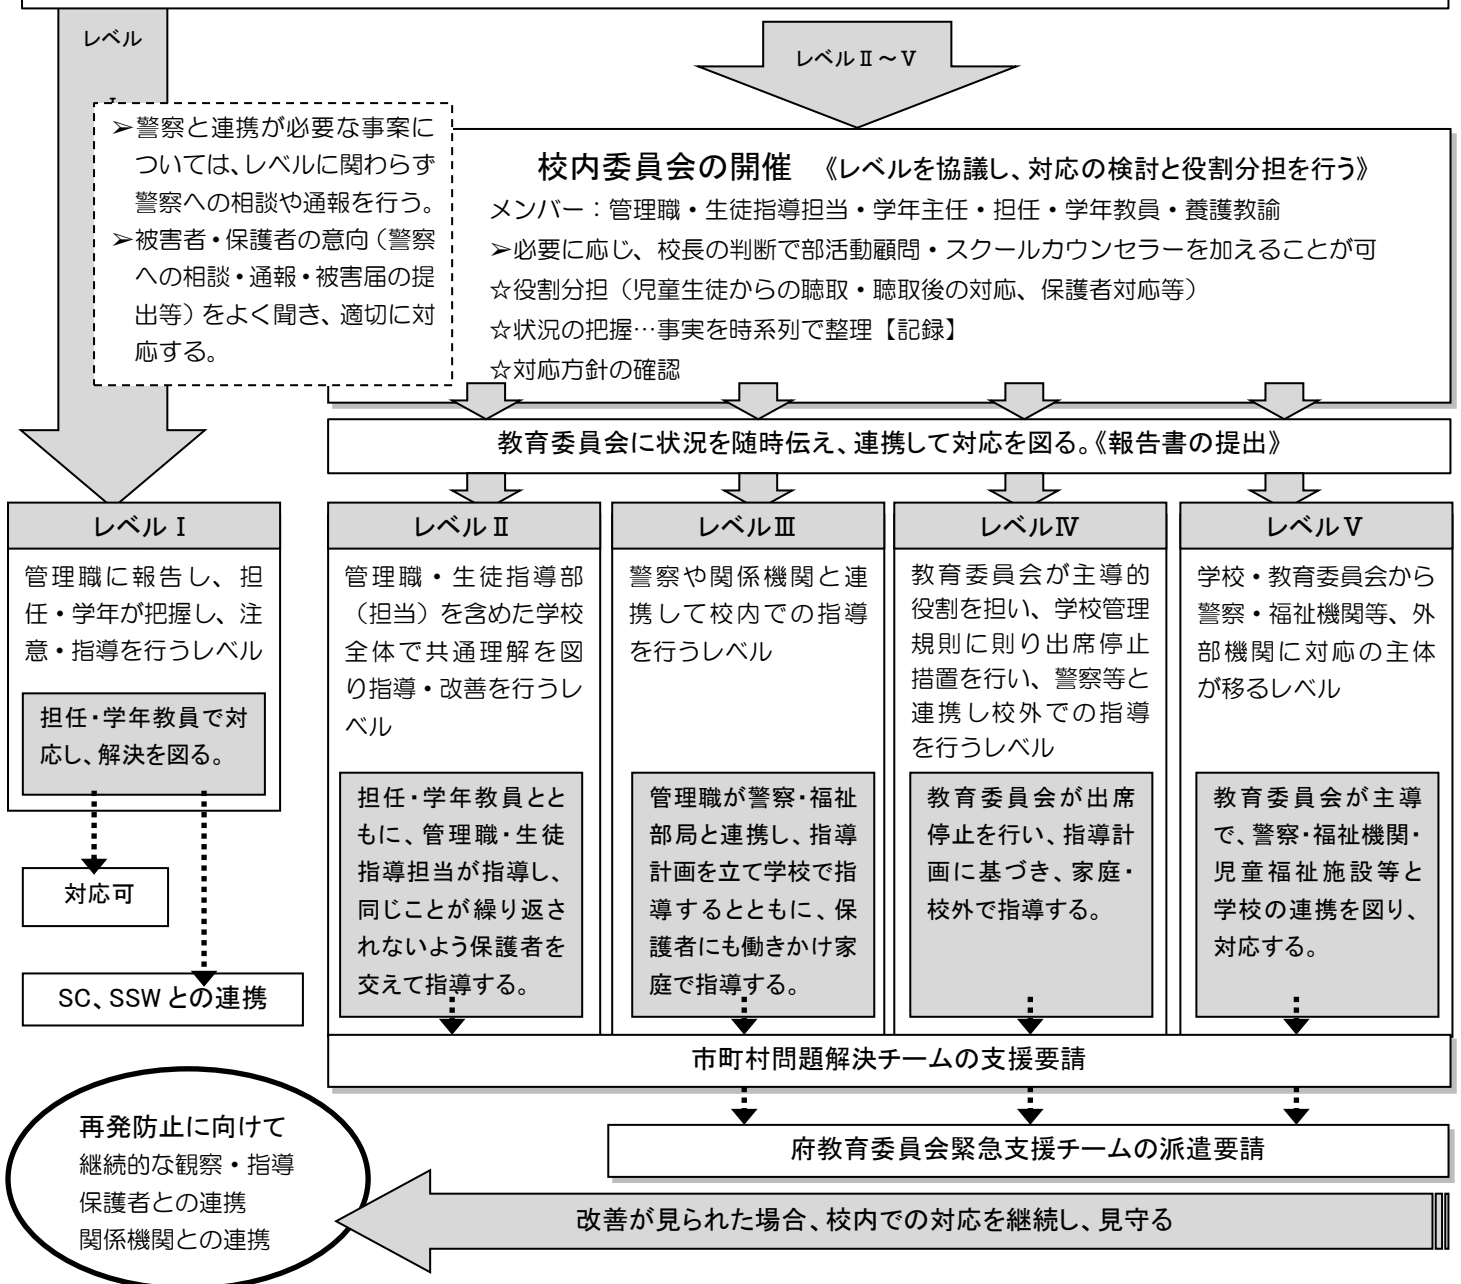 レベル
レベルⅡ～Ⅴ
➢警察と連携が必要な事案に
ついては、レベルに関わらず
警察への相談や通報を行う。
➢被害者・保護者の意向（警察
への相談・通報・被害届の提
出等）をよく聞き、適切に対
応する。
校内委員会の開催 《レベルを協議し、対応の検討と役割分担を行う》
メンバー：管理職・生徒指導担当・学年主任・担任・学年教員・養護教諭
➢必要に応じ、校長の判断で部活動顧問・スクールカウンセラーを加えることが可
☆役割分担（児童生徒からの聴取・聴取後の対応、保護者対応等）
☆状況の把握…事実を時系列で整理【記録】
☆対応方針の確認
教育委員会に状況を随時伝え、連携して対応を図る。《報告書の提出》
レベルⅠ
管理職に報告し、担
任・学年が把握し、注
意・指導を行うレベル
担任・学年教員で対
応し、解決を図る。
対応可
SC、SSWとの連携
レベルⅡ
管理職・生徒指導部
（担当）を含めた学校
全体で共通理解を図
り指導・改善を行うレ
ベル
担任・学年教員とと
もに、管理職・生徒
指導担当が指導し、
同じことが繰り返さ
れないよう保護者を
交えて指導する。
レベルⅢ
警察や関係機関と連
携して校内での指導
を行うレベル
管理職が警察・福祉
部局と連携し、指導
計画を立て学校で指
導するとともに、保
護者にも働きかけ家
庭で指導する。
レベルⅣ
教育委員会が主導的
役割を担い、学校管理
規則に則り出席停止
措置を行い、警察等と
連携し校外での指導
を行うレベル
教育委員会が出席
停止を行い、指導計
画に基づき、家庭・
校外で指導する。
レベルⅤ
学校・教育委員会から
警察・福祉機関等、外
部機関に対応の主体
が移るレベル
教育委員会が主導
で、警察・福祉機関・
児童福祉施設等と
学校の連携を図り、
対応する。
市町村問題解決チームの支援要請
府教育委員会緊急支援チームの派遣要請
改善が見られた場合、校内での対応を継続し、見守る
再発防止に向けて
継続的な観察・指導
保護者との連携
関係機関との連携